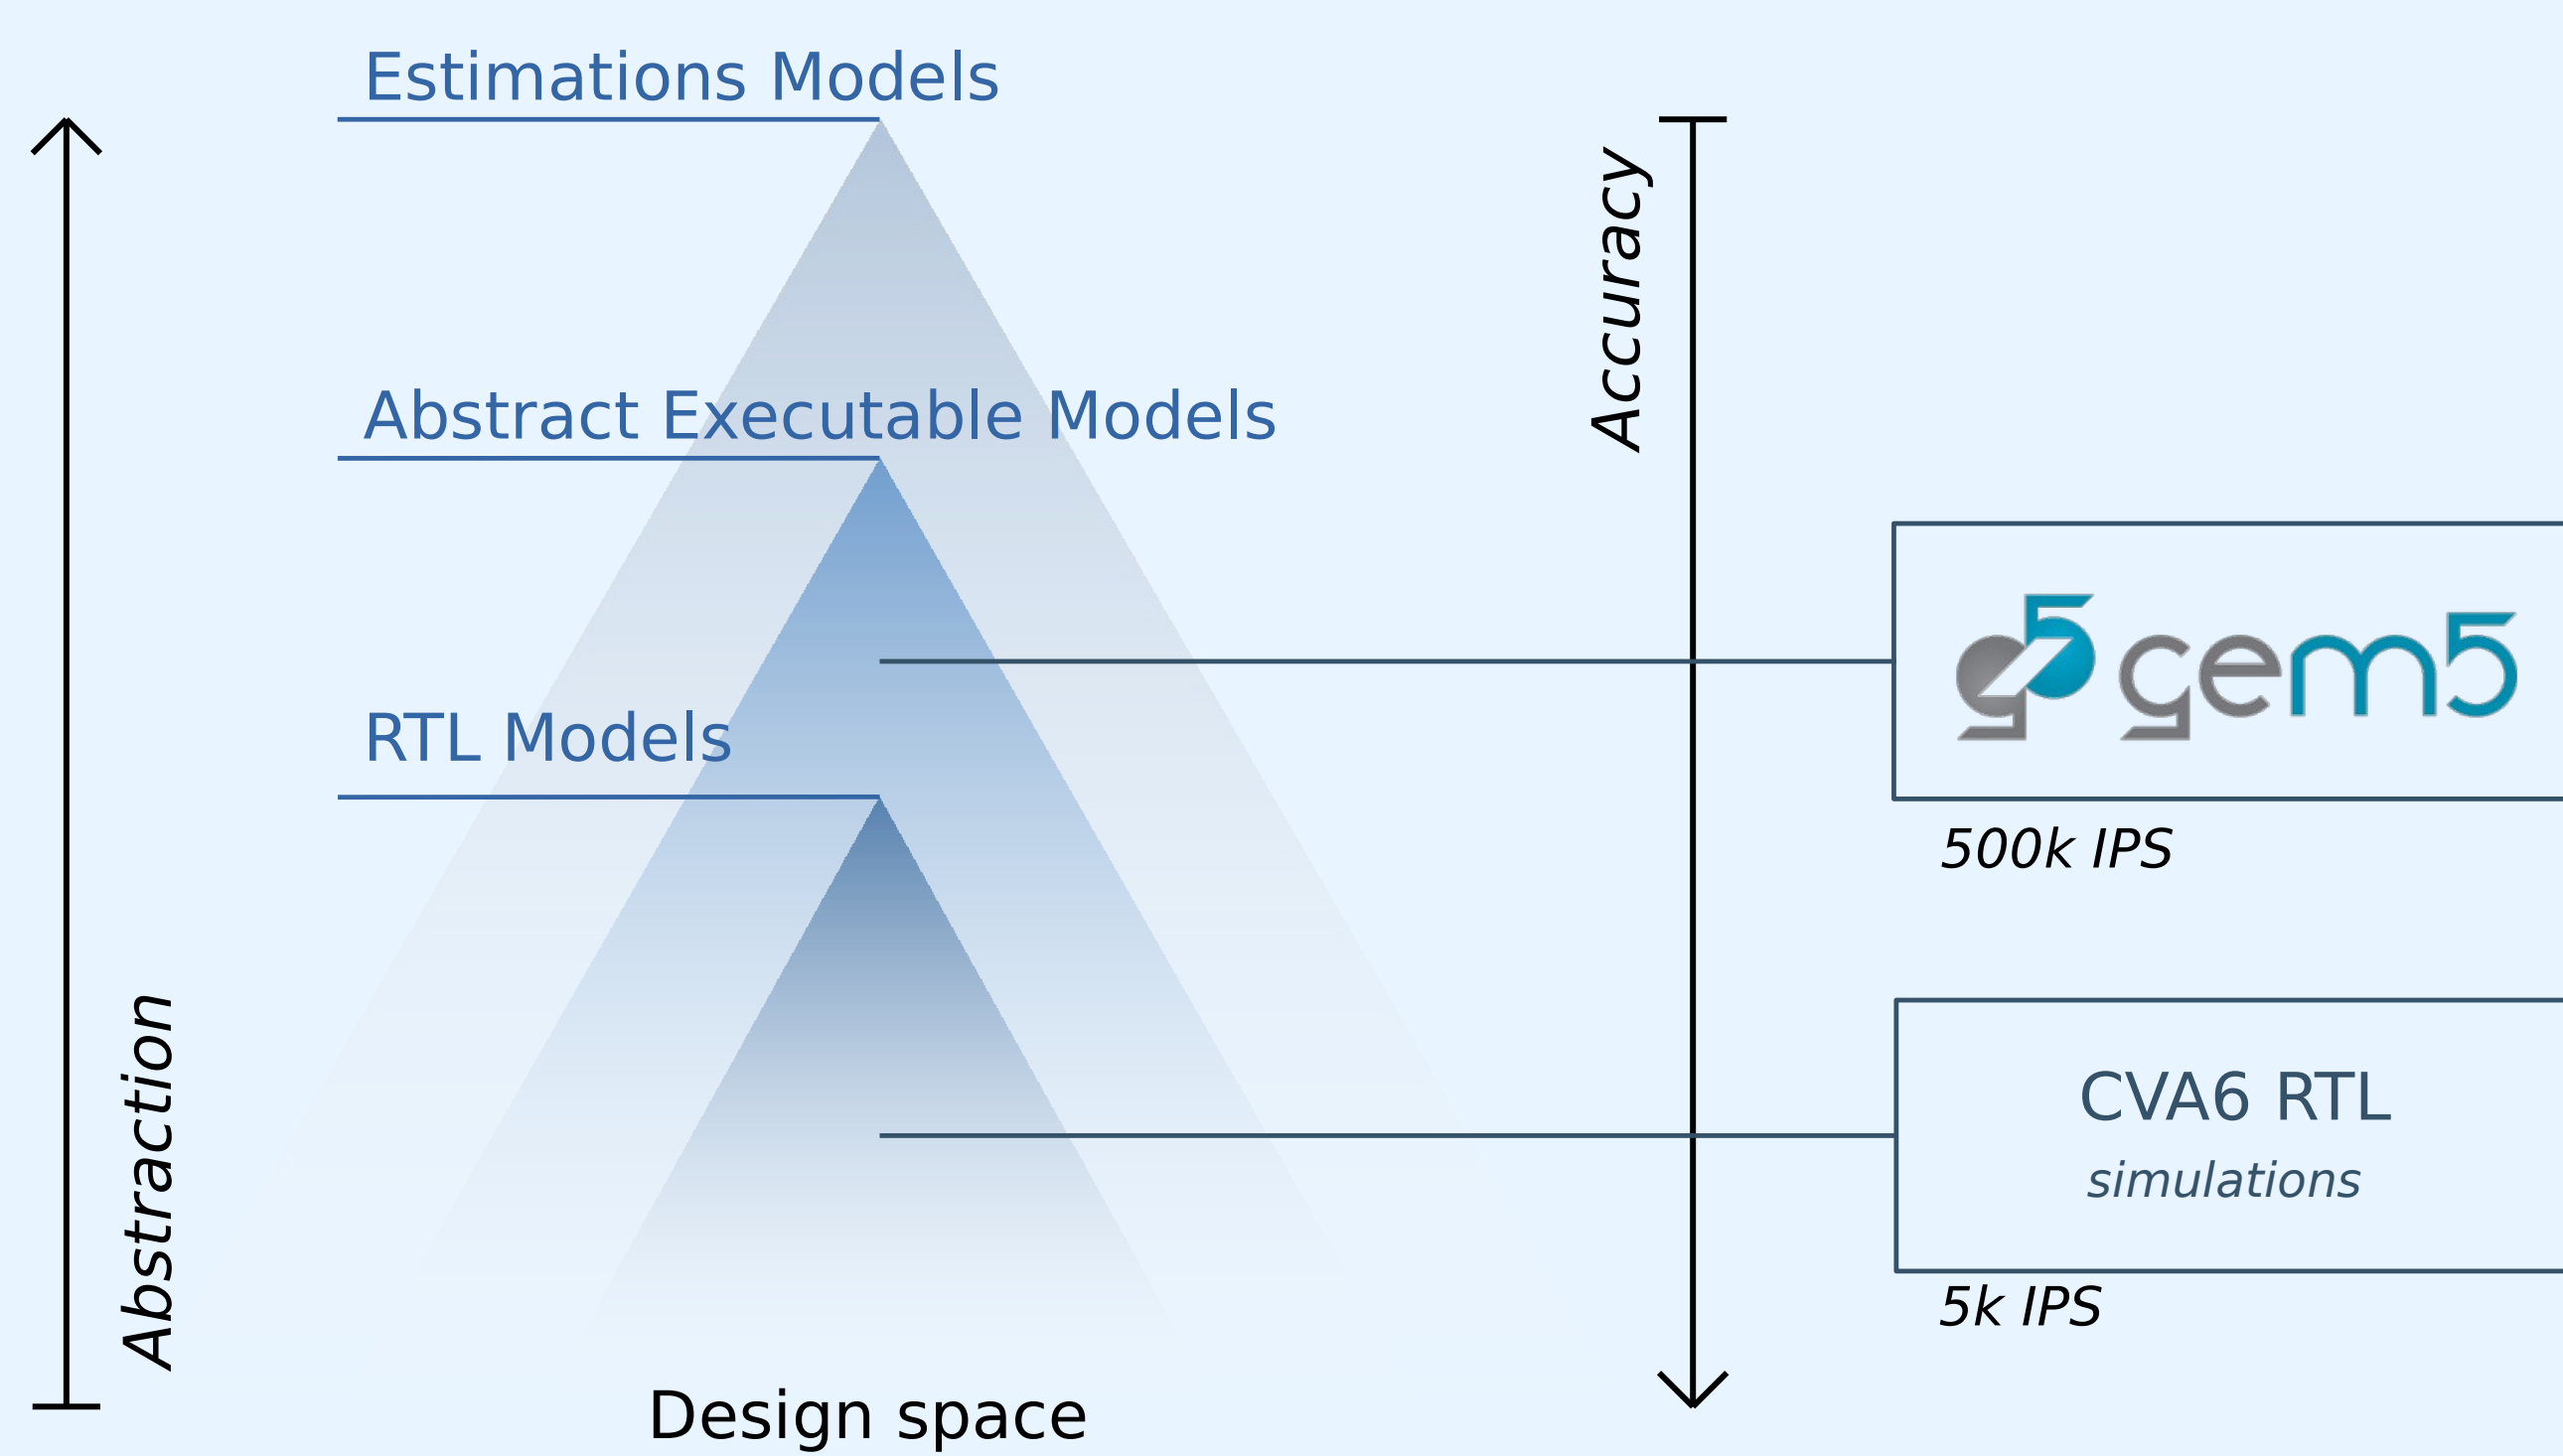 Estimations Models
Accuracy
Abstract Executable Models
gem5
RTL Models
500k IPS
Abstraction
CVA6 RTL
simulations
5k IPS
Design space